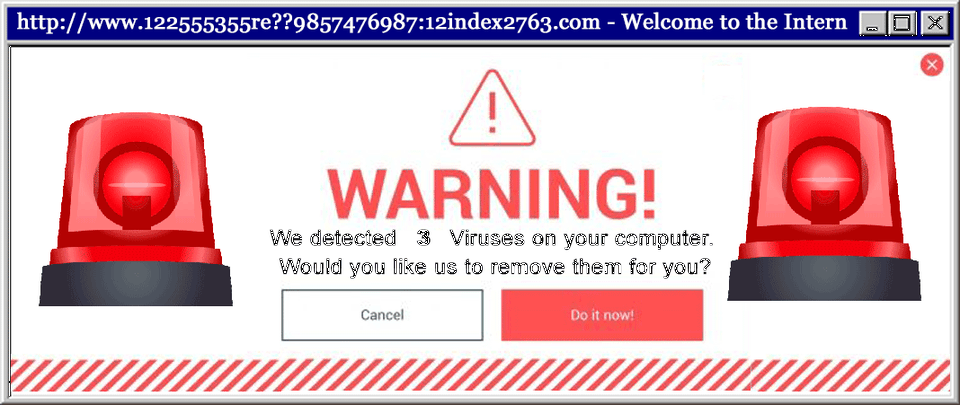 http://www.122555355re??9857476987:12index2763.com - Welcome to the Intern
WARNING!
We detected 3 Viruses on your computer.
Would you like us to remove them for you?
Cancel
Do it now!